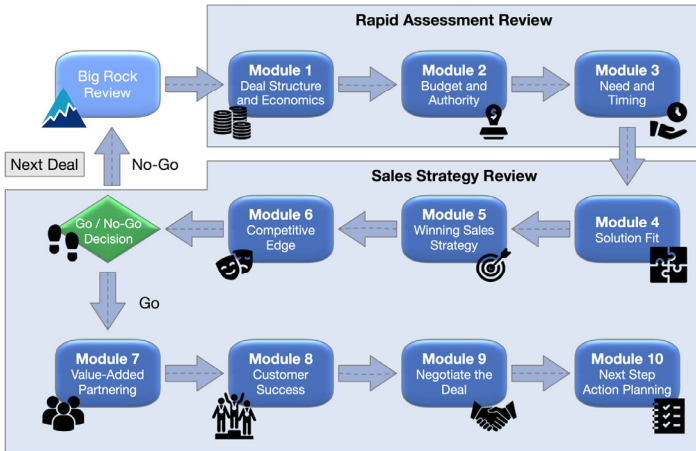 Rapid Assessment Review
Big Rock
Review
Module 1
Deal Structure
and Economics
Module 2
Budget and
Authority
Module 3
Need and
Timing
Next Deal
No-Go
Sales Strategy Review
Go / No-Go
Decision
Module 6
Competitive
Edge
Module 5
Winning Sales
Strategy
Module 4
Solution Fit
Go
Module 7
Value-Added
Partnering
Module 8
Customer
Success
Module 9
Negotiate the
Deal
Module 10
Next Step
Action Planning